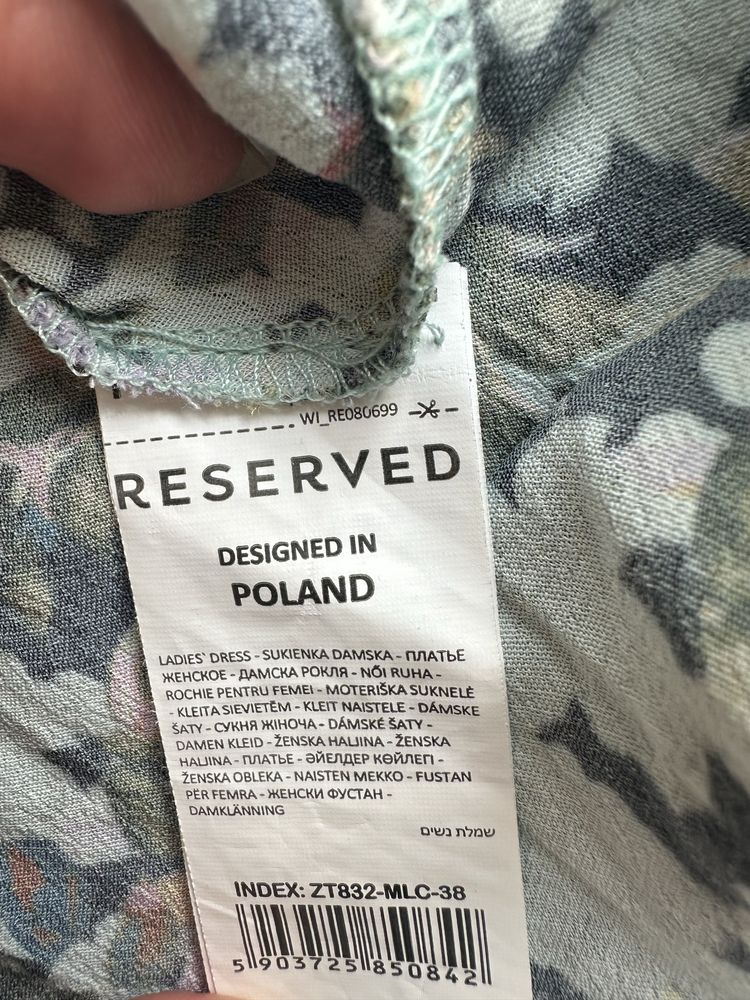 WI_RE080699
RESERVED
DESIGNED IN
POLAND
LADIES` DRESS - SUKIENKA DAMSKA - ПЛАТЬЕ
ЖЕНСКОЕ - ДАМСКА РОКЛЯ - NŐI RUHA -
ROCHIE PENTRU FEMEI - MOTERIŠKA SUKNELĖ
- KLEITA SIEVIETĒM - KLEIT NAISTELE - DÁMSKE
ŠATY - СУКНЯ ЖІНОЧА - DÁMSKÉ ŠATY -
DAMEN KLEID - ŽENSKA HALJINA - ŽENSKA
HALJINA - ПЛАТЬЕ - ӘЙЕЛДЕР КӨЙЛЕГІ -
ŽENSKA OBLEKA - NAISTEN MEKKO - FUSTAN
PËR FEMRA - ЖЕНСКИ ФУСТАН -
DAMKLÄNNING
שמלת נשים
INDEX: ZT832-MLC-38
5 903725 850842